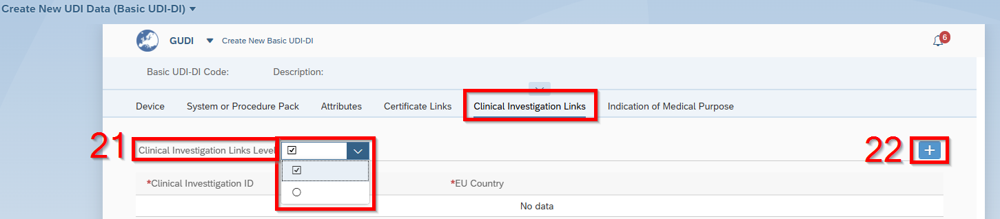 Create New UDI Data (Basic UDI-DI)
GUDI Create New Basic UDI-DI 6
Basic UDI-DI Code: Description:
Device System or Procedure Pack Attributes Certificate Links Clinical Investigation Links Indication of Medical Purpose
21 Clinical Investigation Links Level 22
*Clinical Investtigation ID *EU Country
No data